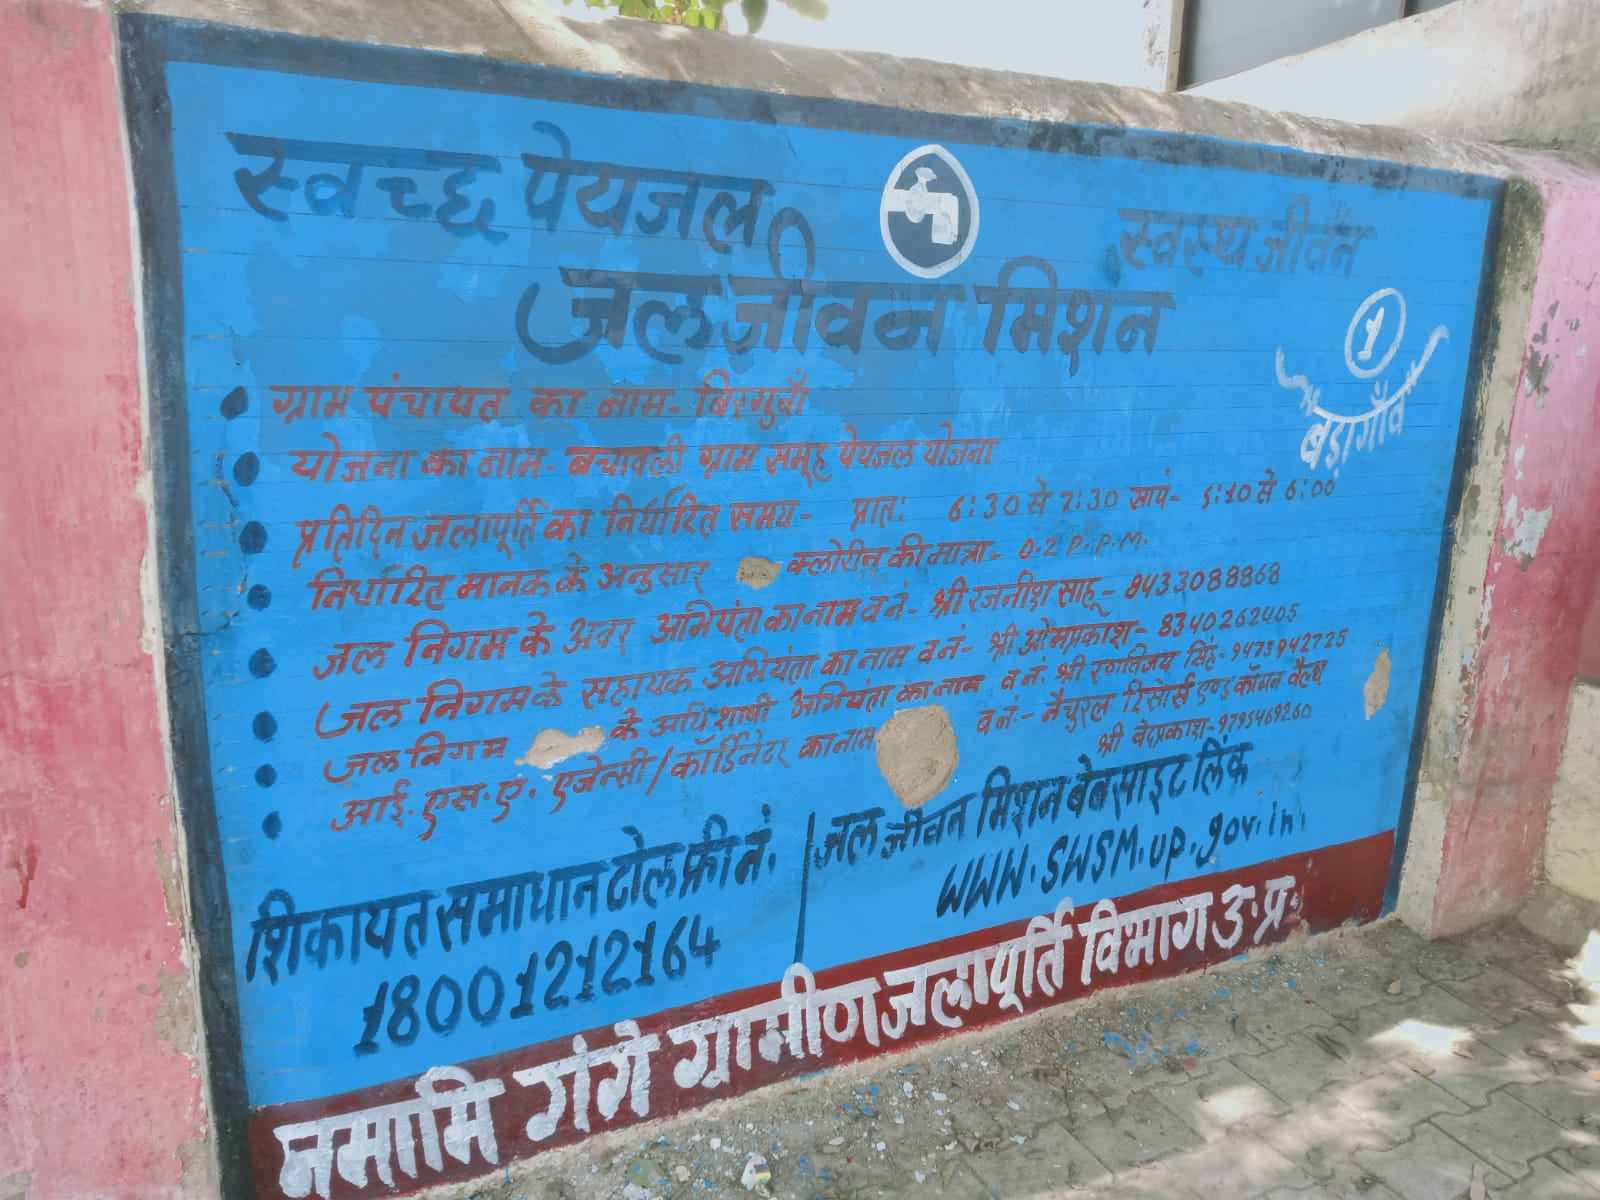 स्वच्छ पेयजल
स्वस्थ जीवन
जल जीवन मिशन
1
बड़ागाँव
ग्राम पंचायत का नाम- बिरगुवाँ
योजना का नाम- बचावली ग्राम समूह पेयजल योजना
प्रतिदिन जलापूर्ति का निर्धारित समय- प्रात: 6:30 से 7:30 सायं- 5:10 से 6:00
निर्धारित मानक के अनुसार क्लोरीन की मात्रा- 0.2 P.P.M.
जल निगम के अवर अभियंता का नाम व नं- श्री रजनीश साहू- 8433088868
जल निगम के सहायक अभियंता का नाम व नं- श्री ओमप्रकाश- 8340262405
जल निगम के अधिशाषी अभियंता का नाम व नं: श्री रणविजय सिंह- 9473942725
आई.एस.ए. एजेन्सी/कॉर्डिनेटर का नाम व नं:- नैचुरल रिसोर्स एण्ड कॉमन वैल्थ
श्री वेदप्रकाश- 9795469260
शिकायत समाधान टोल फ्री नं.
18001212164
जल जीवन मिशन बेबसाइट लिंक
WWW.SWSM.up.gov.in
नमामि गंगे ग्रामीण जलापूर्ति विभाग उ.प्र.